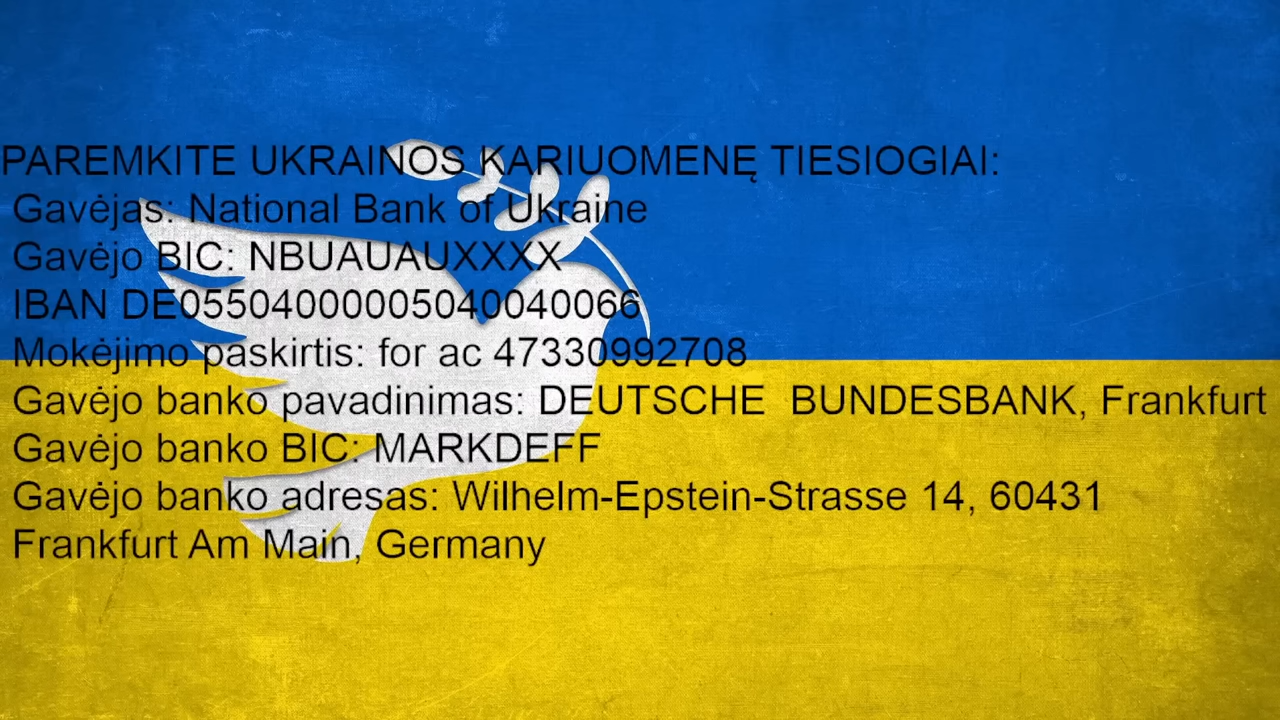 PAREMKITE UKRAINOS KARIUOMENĘ TIESIOGIAI:
Gavėjas: National Bank of Ukraine
Gavėjo BIC: NBUAUAUXXXX
IBAN DE05504000005040040066
Mokėjimo paskirtis: for ac 47330992708
Gavėjo banko pavadinimas: DEUTSCHE  BUNDESBANK, Frankfurt
Gavėjo banko BIC: MARKDEFF
Gavėjo banko adresas: Wilhelm-Epstein-Strasse 14, 60431
Frankfurt Am Main, Germany